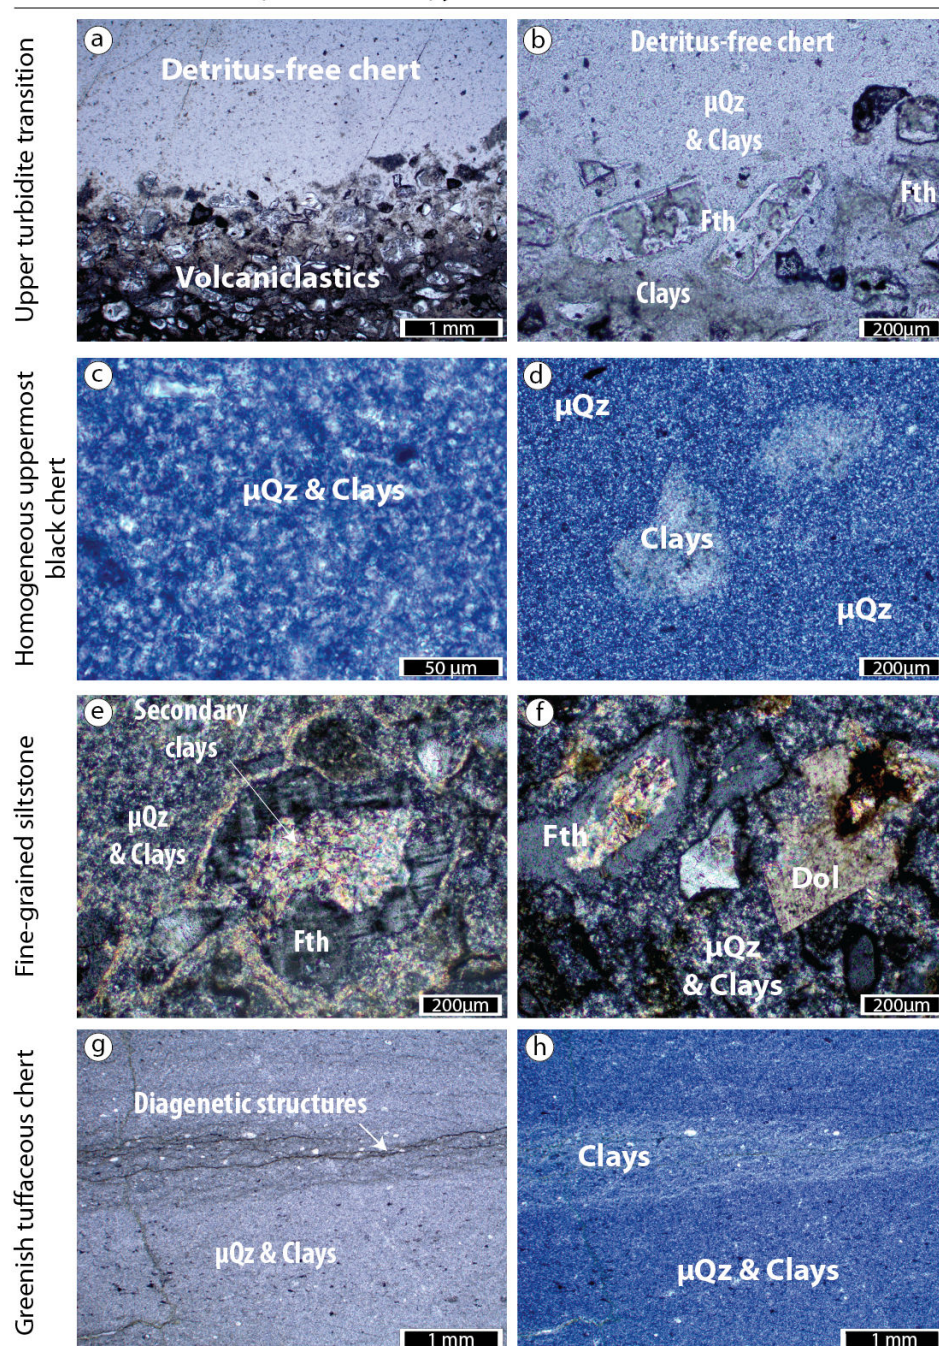 Upper turbidite transition
a
Detritus-free chert
Volcaniclastics
1 mm
b
Detritus-free chert
µQz
& Clays
Fth
Fth
Clays
200µm
Homogeneous uppermost
black chert
c
µQz & Clays
50 µm
d
µQz
Clays
µQz
200µm
Fine-grained siltstone
e
Secondary
clays
µQz
& Clays
Fth
200µm
f
Fth
Dol
µQz
& Clays
200µm
Greenish tuffaceous chert
g
Diagenetic structures
µQz & Clays
1 mm
h
Clays
µQz & Clays
1 mm